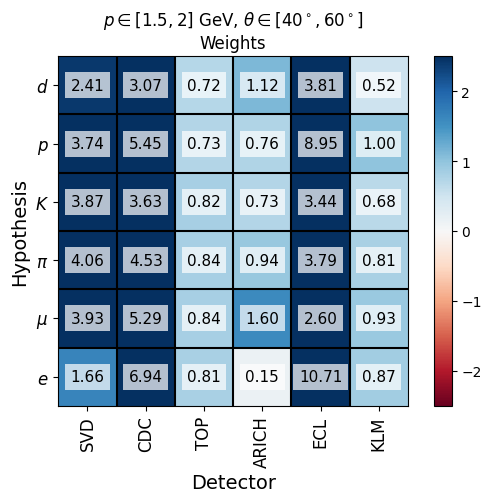 p ∈ [1.5, 2] GeV, θ ∈ [40°, 60°]
Weights
d 2.41 3.07 0.72 1.12 3.81 0.52
p 3.74 5.45 0.73 0.76 8.95 1.00
K 3.87 3.63 0.82 0.73 3.44 0.68
π 4.06 4.53 0.84 0.94 3.79 0.81
μ 3.93 5.29 0.84 1.60 2.60 0.93
e 1.66 6.94 0.81 0.15 10.71 0.87
SVD CDC TOP ARICH ECL KLM
Detector
Hypothesis
2
1
0
−1
−2